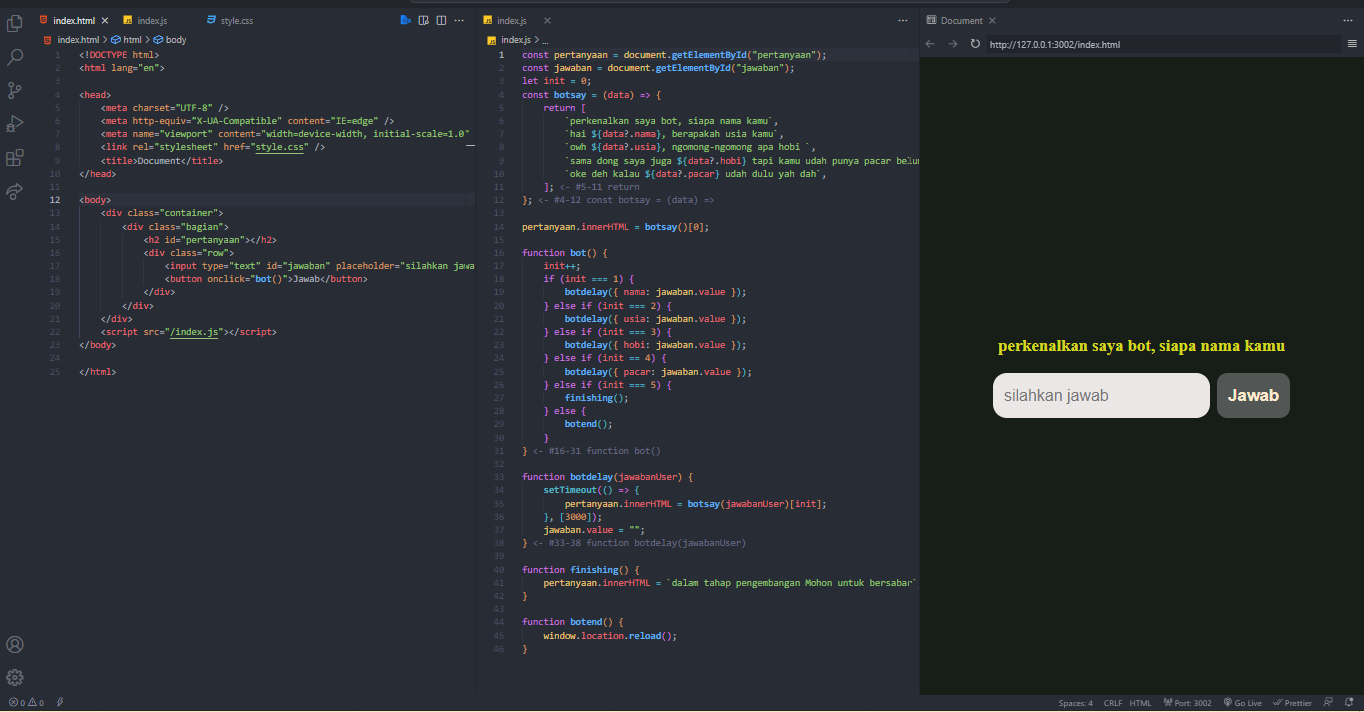 index.html
index.js
style.css
index.html > html > body
1 <!DOCTYPE html>
2 <html lang="en">
3
4 <head>
5 <meta charset="UTF-8" />
6 <meta http-equiv="X-UA-Compatible" content="IE=edge" />
7 <meta name="viewport" content="width=device-width, initial-scale=1.0"
8 <link rel="stylesheet" href="style.css" />
9 <title>Document</title>
10 </head>
11
12 <body>
13 <div class="container">
14 <div class="bagian">
15 <h2 id="pertanyaan"></h2>
16 <div class="row">
17 <input type="text" id="jawaban" placeholder="silahkan jawa
18 <button onclick="bot()">Jawab</button>
19 </div>
20 </div>
21 </div>
22 <script src="/index.js"></script>
23 </body>
24
25 </html>
index.js
index.js > ...
1 const pertanyaan = document.getElementById("pertanyaan");
2 const jawaban = document.getElementById("jawaban");
3 let init = 0;
4 const botsay = (data) => {
5 return [
6 `perkenalkan saya bot, siapa nama kamu`,
7 `hai ${data?.nama}, berapakah usia kamu`,
8 `owh ${data?.usia}, ngomong-ngomong apa hobi `,
9 `sama dong saya juga ${data?.hobi} tapi kamu udah punya pacar belum
10 `oke deh kalau ${data?.pacar} udah dulu yah dah`,
11 ]; <- #5-11 return
12 }; <- #4-12 const botsay = (data) =>
13
14 pertanyaan.innerHTML = botsay()[0];
15
16 function bot() {
17 init++;
18 if (init === 1) {
19 botdelay({ nama: jawaban.value });
20 } else if (init === 2) {
21 botdelay({ usia: jawaban.value });
22 } else if (init === 3) {
23 botdelay({ hobi: jawaban.value });
24 } else if (init == 4) {
25 botdelay({ pacar: jawaban.value });
26 } else if (init === 5) {
27 finishing();
28 } else {
29 botend();
30 }
31 } <- #16-31 function bot()
32
33 function botdelay(jawabanUser) {
34 setTimeout(() => {
35 pertanyaan.innerHTML = botsay(jawabanUser)[init];
36 }, [3000]);
37 jawaban.value = "";
38 } <- #33-38 function botdelay(jawabanUser)
39
40 function finishing() {
41 pertanyaan.innerHTML = `dalam tahap pengembangan Mohon untuk bersabar`
42 }
43
44 function botend() {
45 window.location.reload();
46 }
Document
http://127.0.0.1:3002/index.html
perkenalkan saya bot, siapa nama kamu
silahkan jawab
Jawab
0 0
Spaces: 4 CRLF HTML Port: 3002 Go Live Prettier